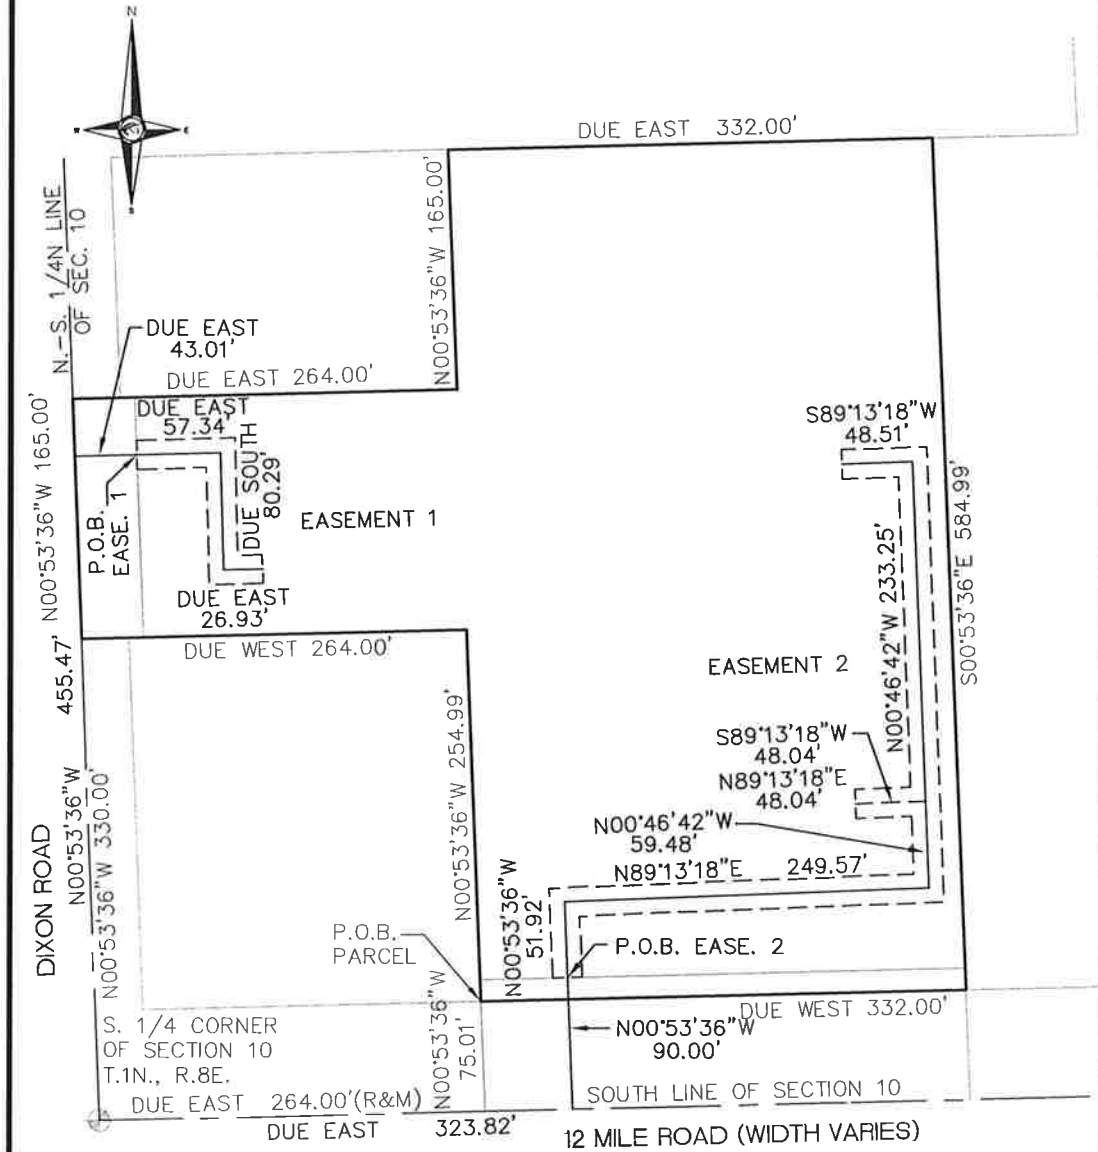 N
DUE EAST 332.00'
N.-S. 1/4N LINE
OF SEC. 10
N00°53'36"W 165.00'
DUE EAST
43.01'
DUE EAST 264.00'
DUE EAST
57.34'
DUE SOUTH
80.29'
S89°13'18"W
48.51'
N00°53'36"W 165.00'
P.O.B.
EASE. 1
EASEMENT 1
DUE EAST
26.93'
DUE WEST 264.00'
455.47'
N00°53'36"W
N00°46'42"W 233.25'
S00°53'36"E 584.99'
EASEMENT 2
S89°13'18"W
48.04'
N89°13'18"E
48.04'
N00°46'42"W
59.48'
N89°13'18"E 249.57'
N00°53'36"W 254.99'
DIXON ROAD
N00°53'36"W 330.00'
N00°53'36"W
51.92'
P.O.B.
PARCEL
P.O.B. EASE. 2
DUE WEST 332.00'
N00°53'36"W
90.00'
S. 1/4 CORNER
OF SECTION 10
T.1N., R.8E.
N00°53'36"W
75.01'
SOUTH LINE OF SECTION 10
DUE EAST 264.00'(R&M)
DUE EAST 323.82'
12 MILE ROAD (WIDTH VARIES)